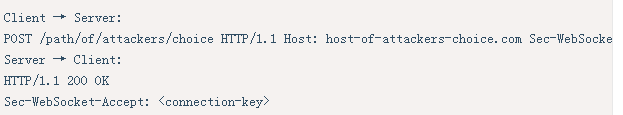 Client → Server:
POST /path/of/attackers/choice HTTP/1.1 Host: host-of-attackers-choice.com Sec-WebSocke
Server → Client:
HTTP/1.1 200 OK
Sec-WebSocket-Accept: <connection-key>